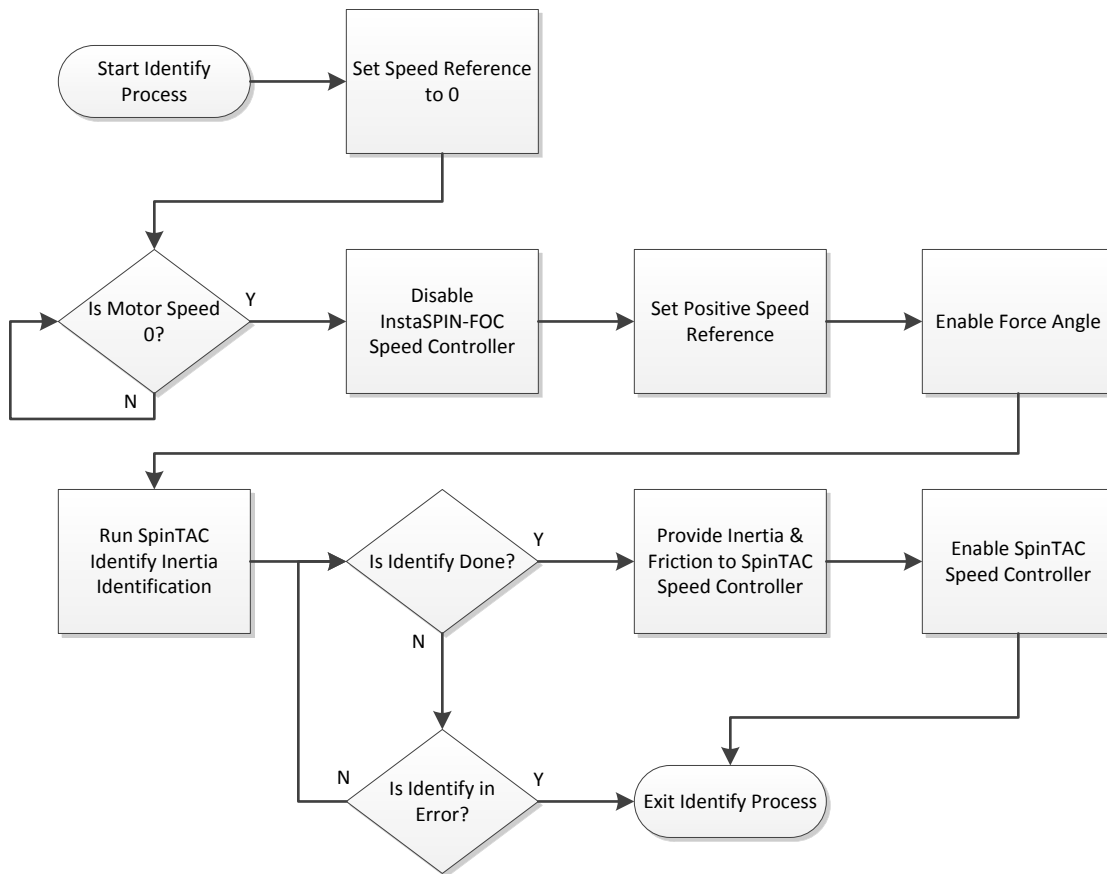 Start Identify
Process
Set Speed Reference
to 0
Is Motor Speed
0?
Y
N
Disable
InstaSPIN-FOC
Speed Controller
Set Positive Speed
Reference
Enable Force Angle
Run SpinTAC
Identify Inertia
Identification
Is Identify Done?
Y
N
Provide Inertia &
Friction to SpinTAC
Speed Controller
Enable SpinTAC
Speed Controller
Is Identify in
Error?
N
Y
Exit Identify Process